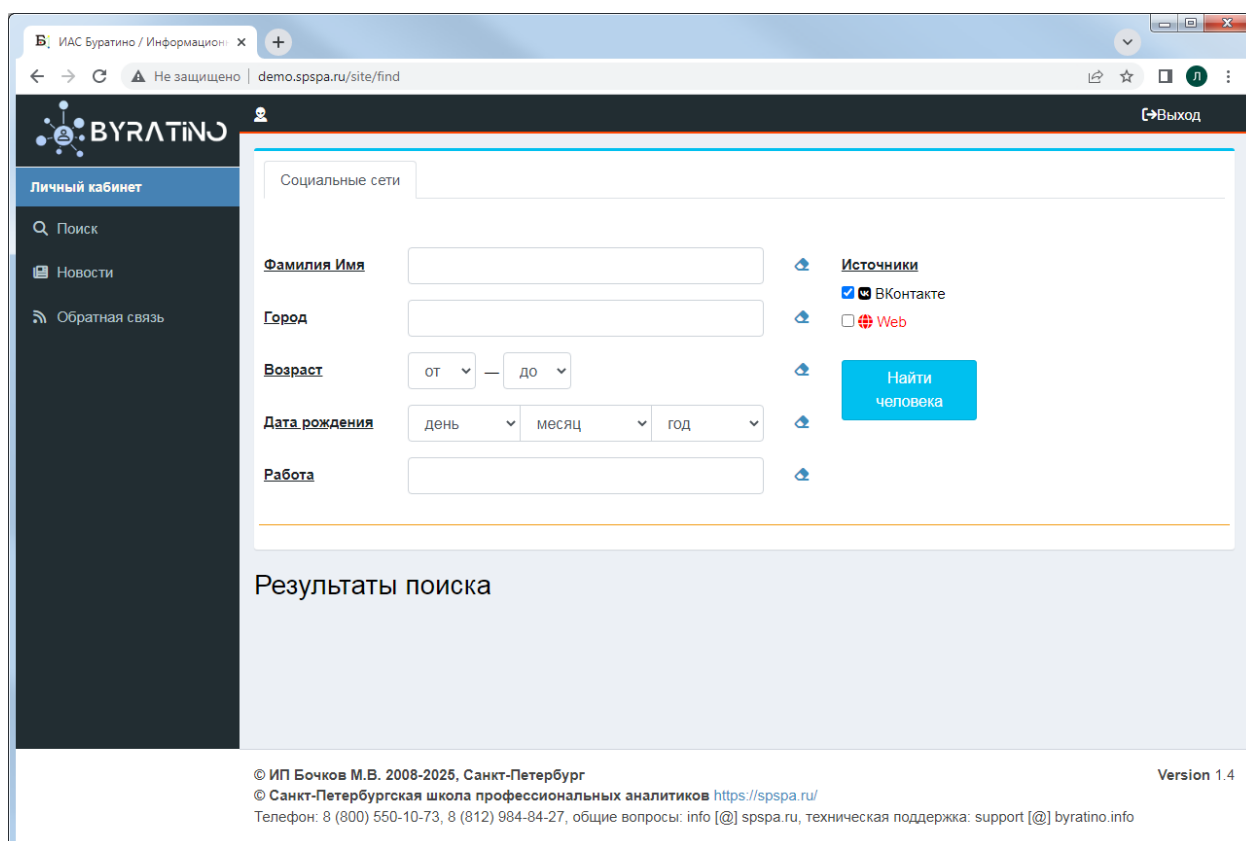 ИАС Буратино / Информационн
Не защищено
demo.spspa.ru/site/find
Л
BYRATINO
Выход
Личный кабинет
Поиск
Новости
Обратная связь
Социальные сети
Фамилия Имя
Город
Возраст
от — до
Дата рождения
день месяц год
Работа
Источники
ВКонтакте
Web
Найти
человека
Результаты поиска
© ИП Бочков М.В. 2008-2025, Санкт-Петербург
Version 1.4
© Санкт-Петербургская школа профессиональных аналитиков https://spspa.ru/
Телефон: 8 (800) 550-10-73, 8 (812) 984-84-27, общие вопросы: info [@] spspa.ru, техническая поддержка: support [@] byratino.info